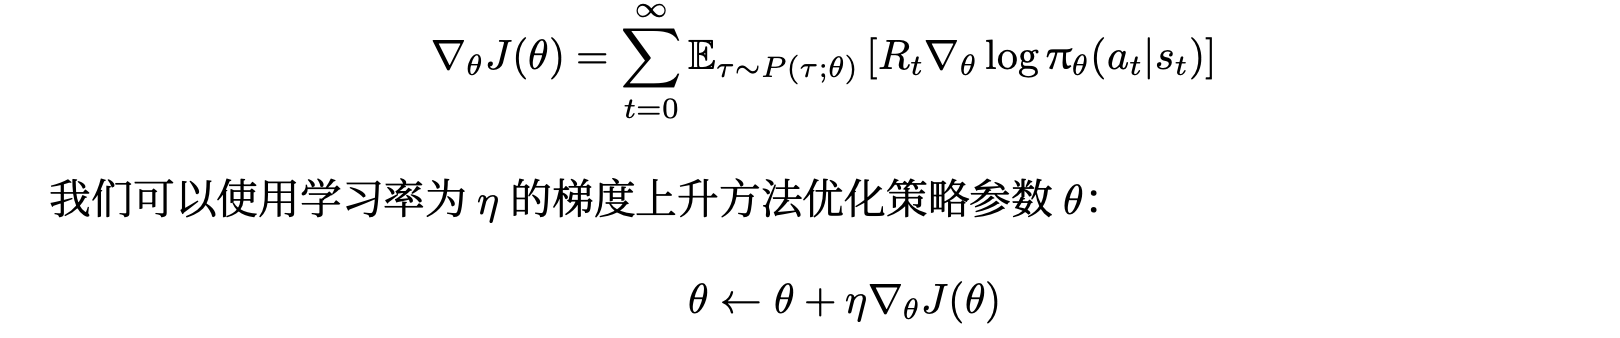 ∇_θ J(θ) = ∑_{t=0}^{∞} 𝔼_{τ∼P(τ;θ)} [R_t ∇_θ log π_θ(a_t|s_t)]
我们可以使用学习率为 η 的梯度上升方法优化策略参数 θ：
θ ← θ + η∇_θ J(θ)